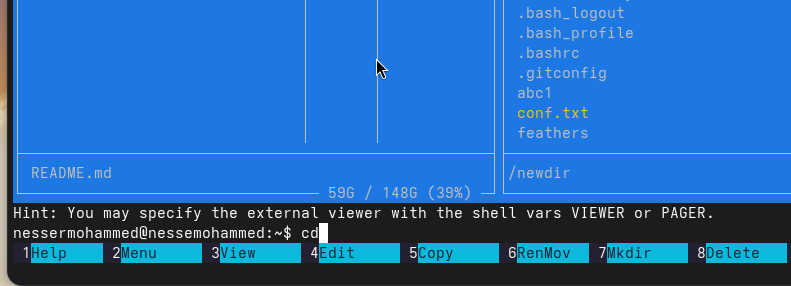 .bash_logout
.bash_profile
.bashrc
.gitconfig
abc1
conf.txt
feathers
README.md
/newdir
59G / 148G (39%)
Hint: You may specify the external viewer with the shell vars VIEWER or PAGER.
nessermohammed@nessemohammed:~$ cd
1Help 2Menu 3View 4Edit 5Copy 6RenMov 7Mkdir 8Delete